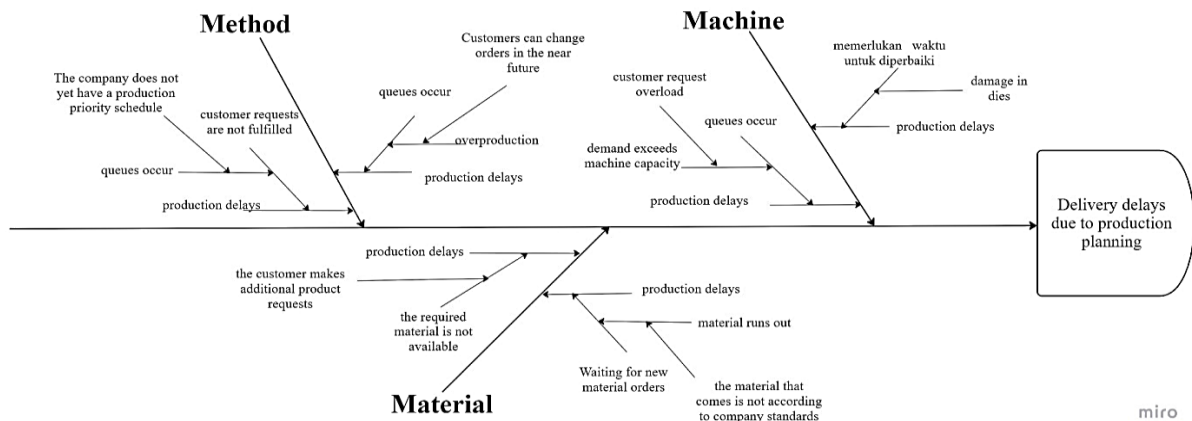 Method
The company does not
yet have a production
priority schedule
customer requests
are not fulfilled
queues occur
production delays
Customers can change
orders in the near
future
queues occur
overproduction
production delays
Machine
customer request
overload
queues occur
demand exceeds
machine capacity
production delays
memerlukan waktu
untuk diperbaiki
damage in
dies
production delays
Delivery delays
due to production
planning
production delays
the customer makes
additional product
requests
the required
material is not
available
production delays
material runs out
Waiting for new
material orders
the material that
comes is not according
to company standards
Material
miro